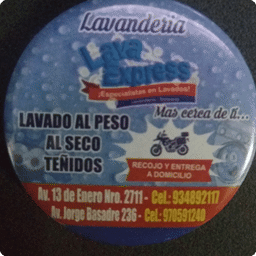 Lavandería
Lava
Express
¡Especialistas en Lavados!
Mas cerca de ti...
LAVADO AL PESO
AL SECO
TEÑIDOS
RECOJO Y ENTREGA
A DOMICILIO
Av. 13 de Enero Nro. 2711 - Cel.: 934892117
Av. Jorge Basadre 236 - Cel.: 970591240